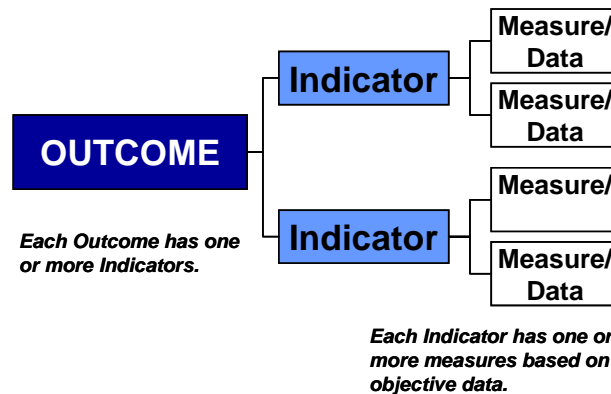 Measure/
Data
Indicator
Measure/
Data
OUTCOME
Measure/
Indicator
Measure/
Data
Each Outcome has one
or more Indicators.
Each Indicator has one or
more measures based on
objective data.